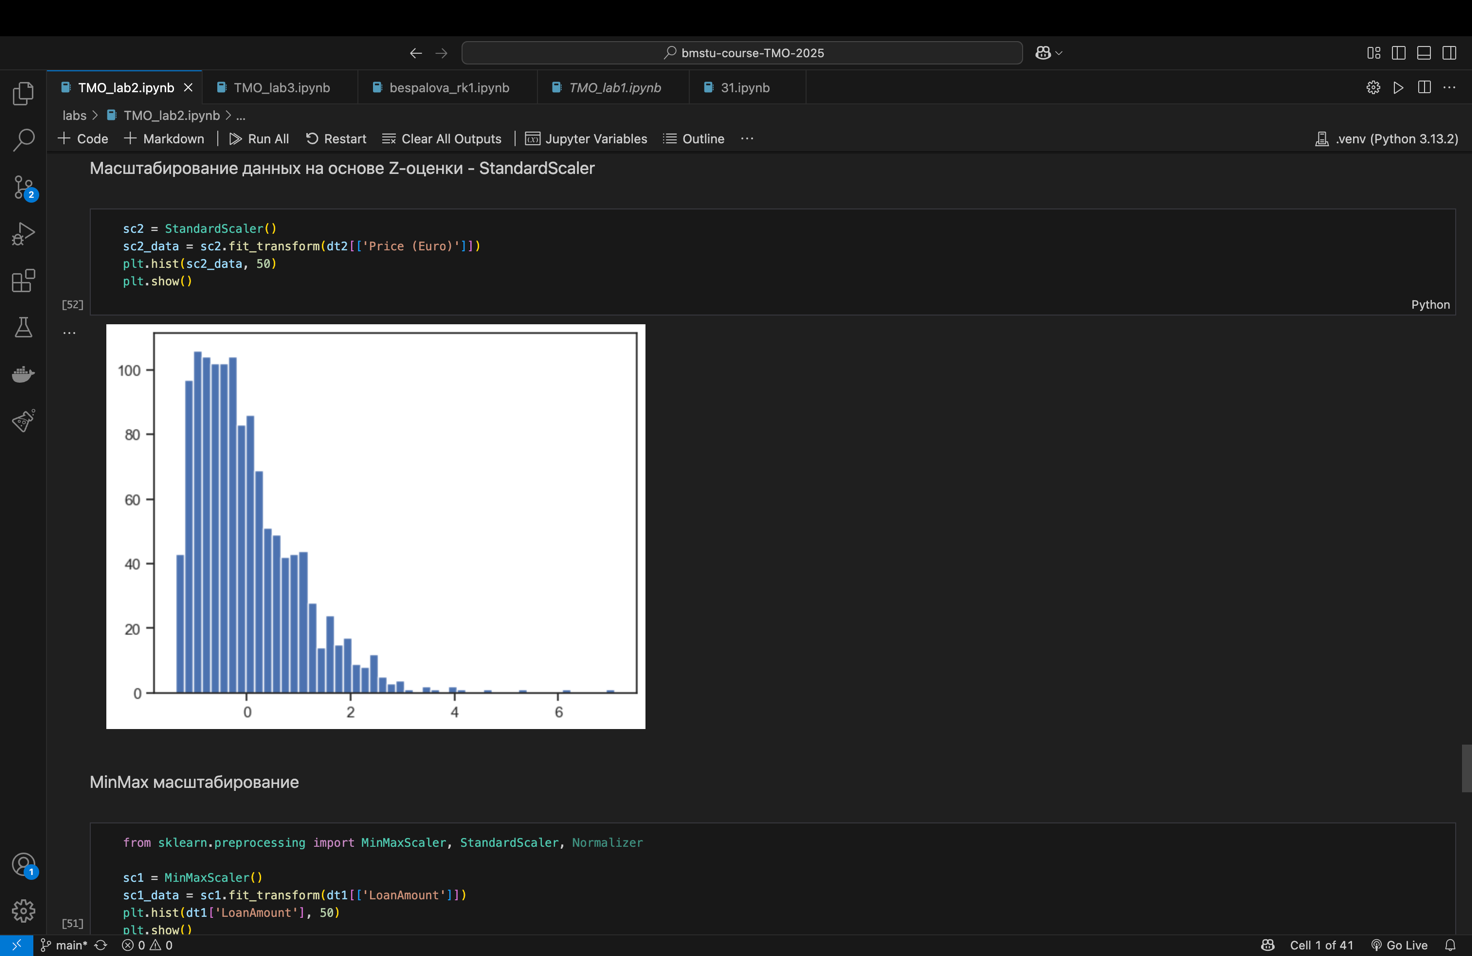 bmstu-course-TMO-2025
TMO_lab2.ipynb
TMO_lab3.ipynb
bespalova_rk1.ipynb
TMO_lab1.ipynb
31.ipynb
labs > TMO_lab2.ipynb > ...
+ Code + Markdown | Run All Restart Clear All Outputs | Jupyter Variables Outline ...
.venv (Python 3.13.2)
Масштабирование данных на основе Z-оценки - StandardScaler
2
sc2 = StandardScaler()
sc2_data = sc2.fit_transform(dt2[['Price (Euro)']])
plt.hist(sc2_data, 50)
plt.show()
[52]
Python
...
100
80
60
40
20
0
0 2 4 6
MinMax масштабирование
from sklearn.preprocessing import MinMaxScaler, StandardScaler, Normalizer
sc1 = MinMaxScaler()
sc1_data = sc1.fit_transform(dt1[['LoanAmount']])
plt.hist(dt1['LoanAmount'], 50)
plt.show()
[51]
1
main* 0 0
Cell 1 of 41 Go Live